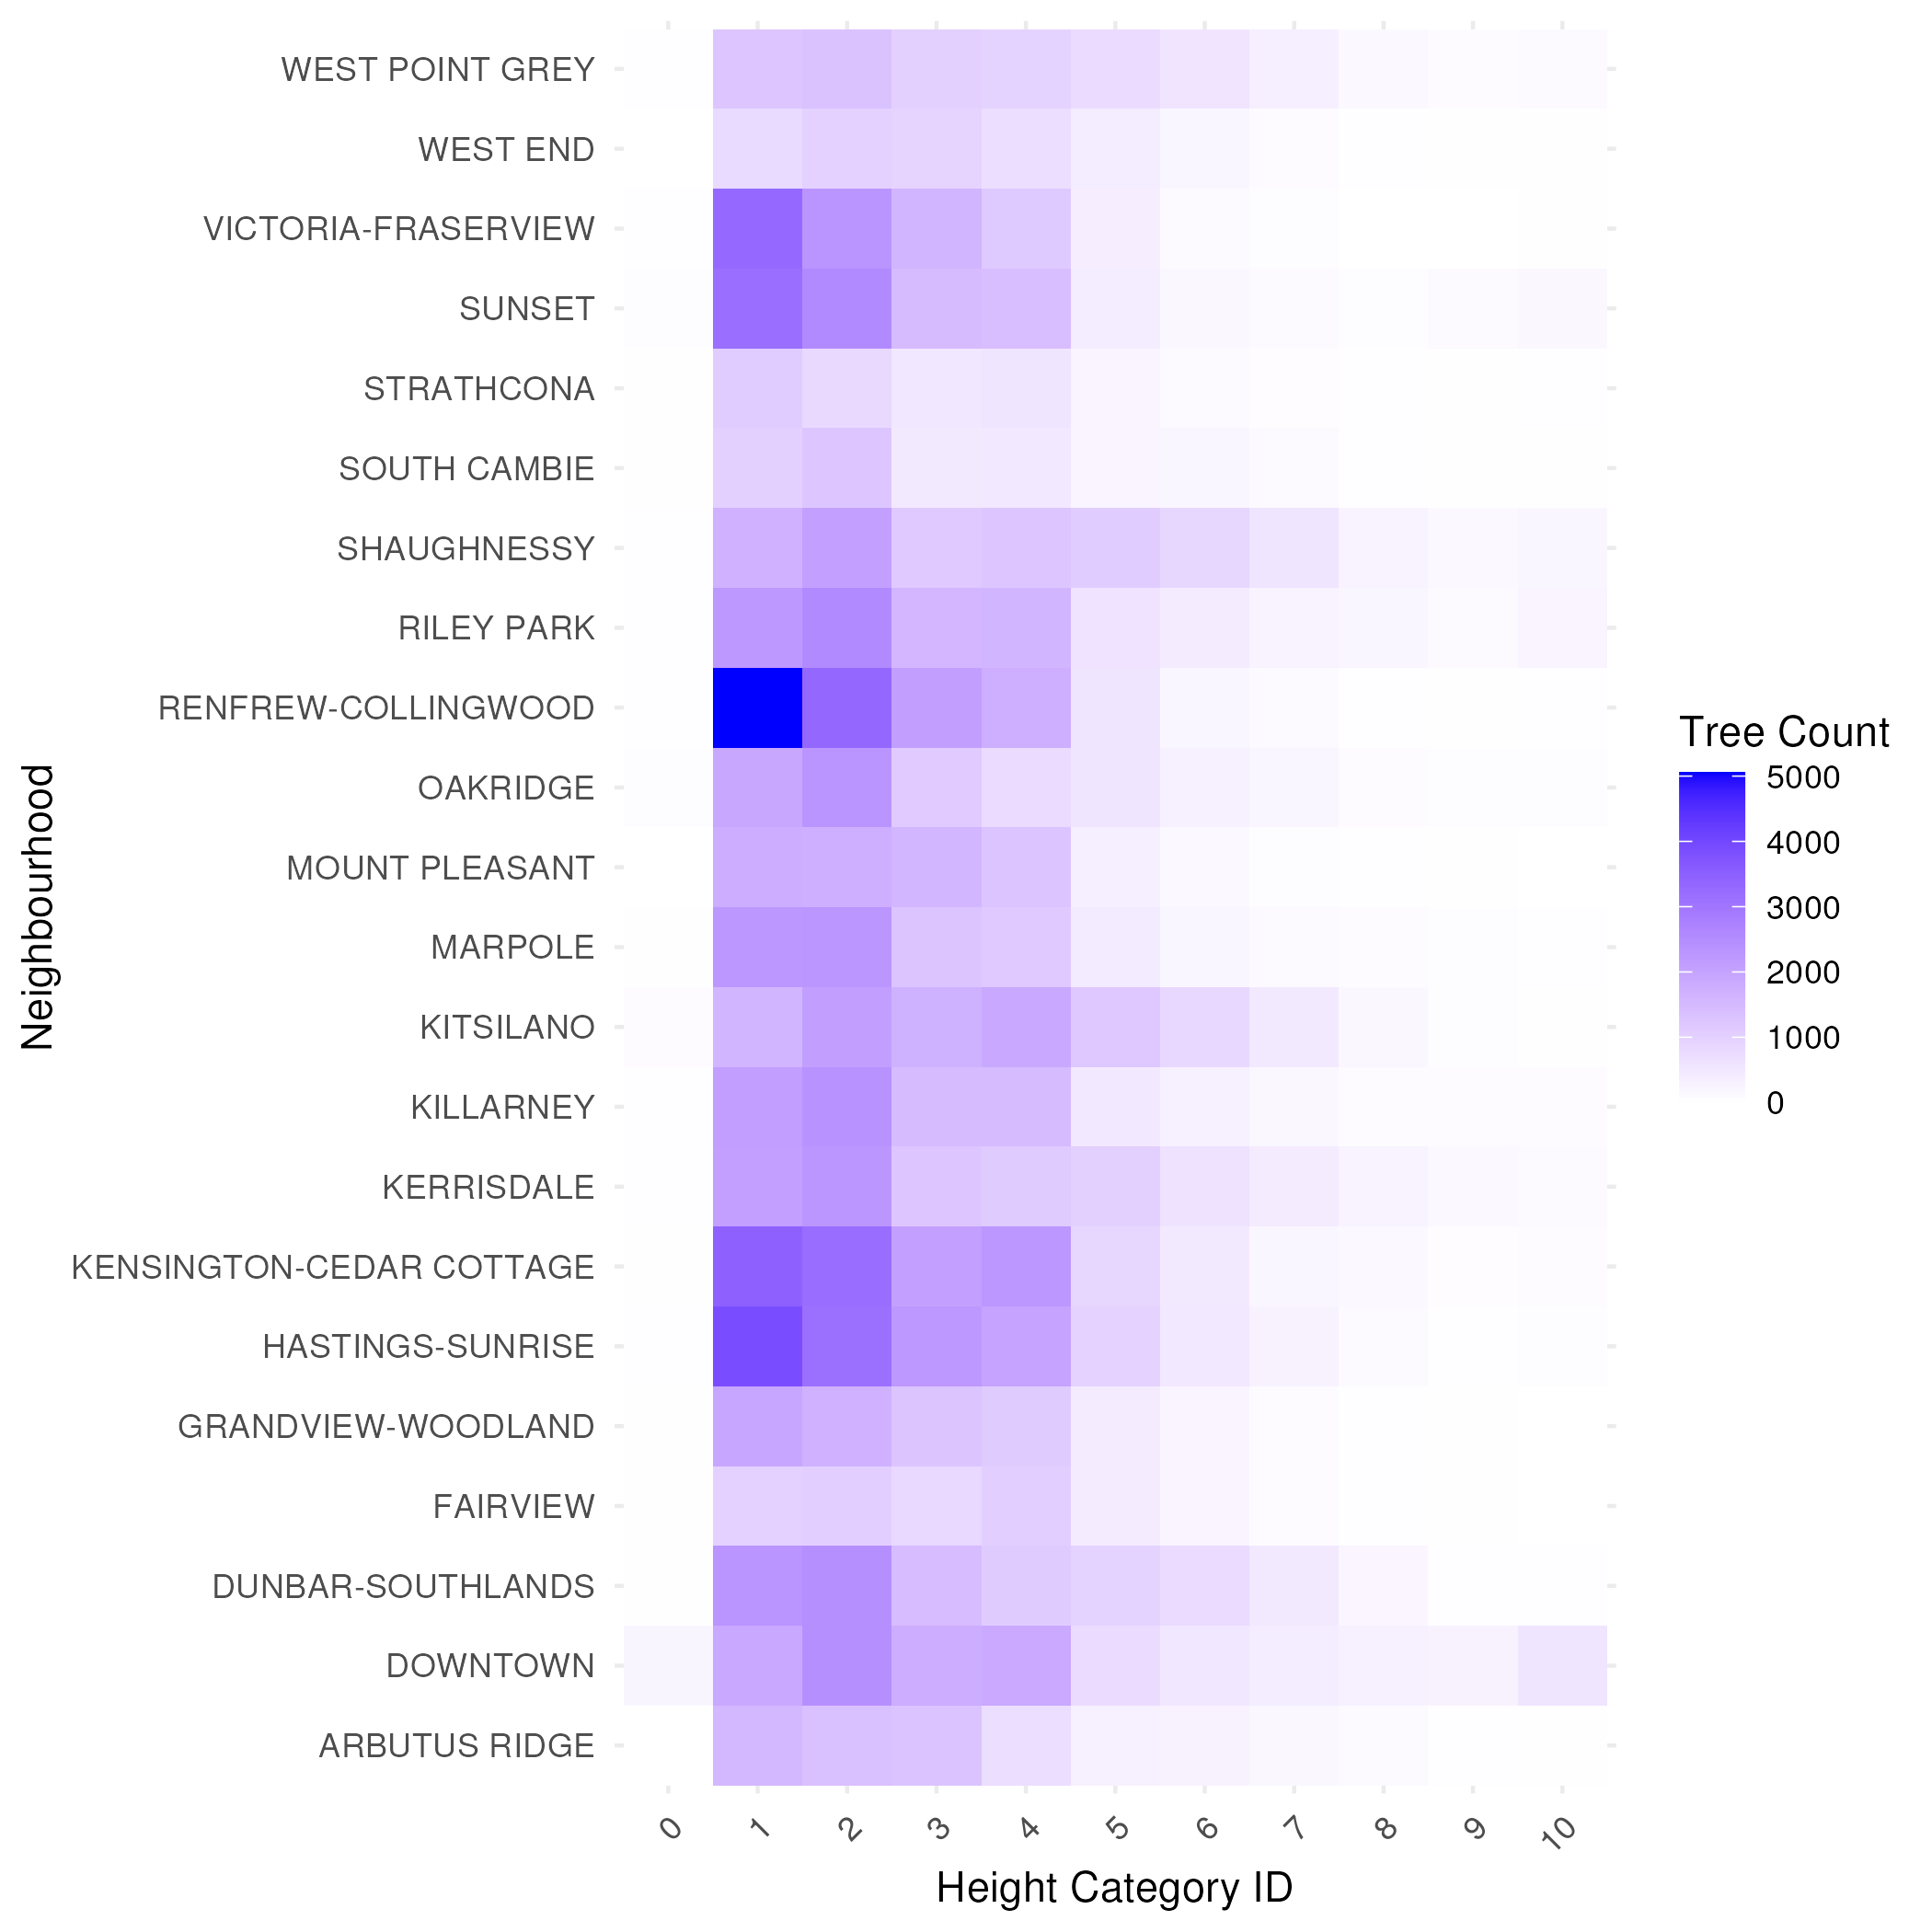 WEST POINT GREY
WEST END
VICTORIA-FRASERVIEW
SUNSET
STRATHCONA
SOUTH CAMBIE
SHAUGHNESSY
RILEY PARK
RENFREW-COLLINGWOOD
OAKRIDGE
MOUNT PLEASANT
MARPOLE
KITSILANO
KILLARNEY
KERRISDALE
KENSINGTON-CEDAR COTTAGE
HASTINGS-SUNRISE
GRANDVIEW-WOODLAND
FAIRVIEW
DUNBAR-SOUTHLANDS
DOWNTOWN
ARBUTUS RIDGE
Neighbourhood
0 1 2 3 4 5 6 7 8 9 10
Height Category ID
Tree Count
5000
4000
3000
2000
1000
0